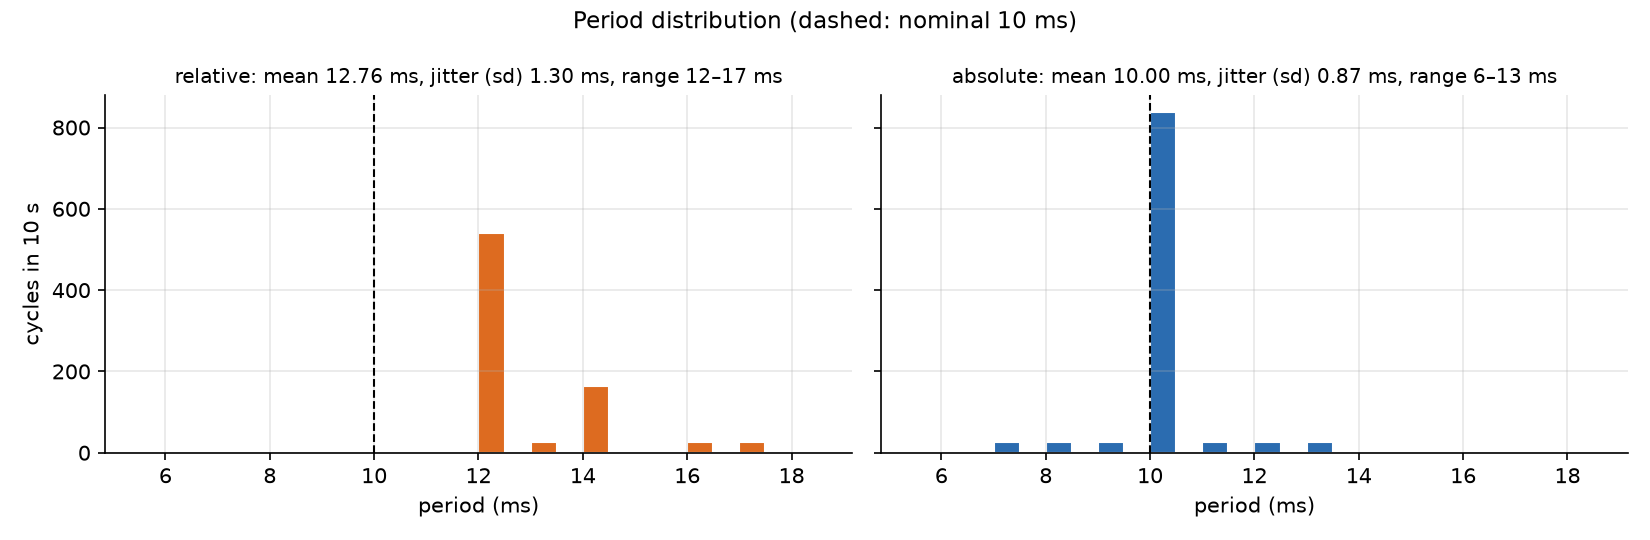 Period distribution (dashed: nominal 10 ms)
relative: mean 12.76 ms, jitter (sd) 1.30 ms, range 12–17 ms
800
600
400
200
0
cycles in 10 s
6 8 10 12 14 16 18
period (ms)
absolute: mean 10.00 ms, jitter (sd) 0.87 ms, range 6–13 ms
6 8 10 12 14 16 18
period (ms)